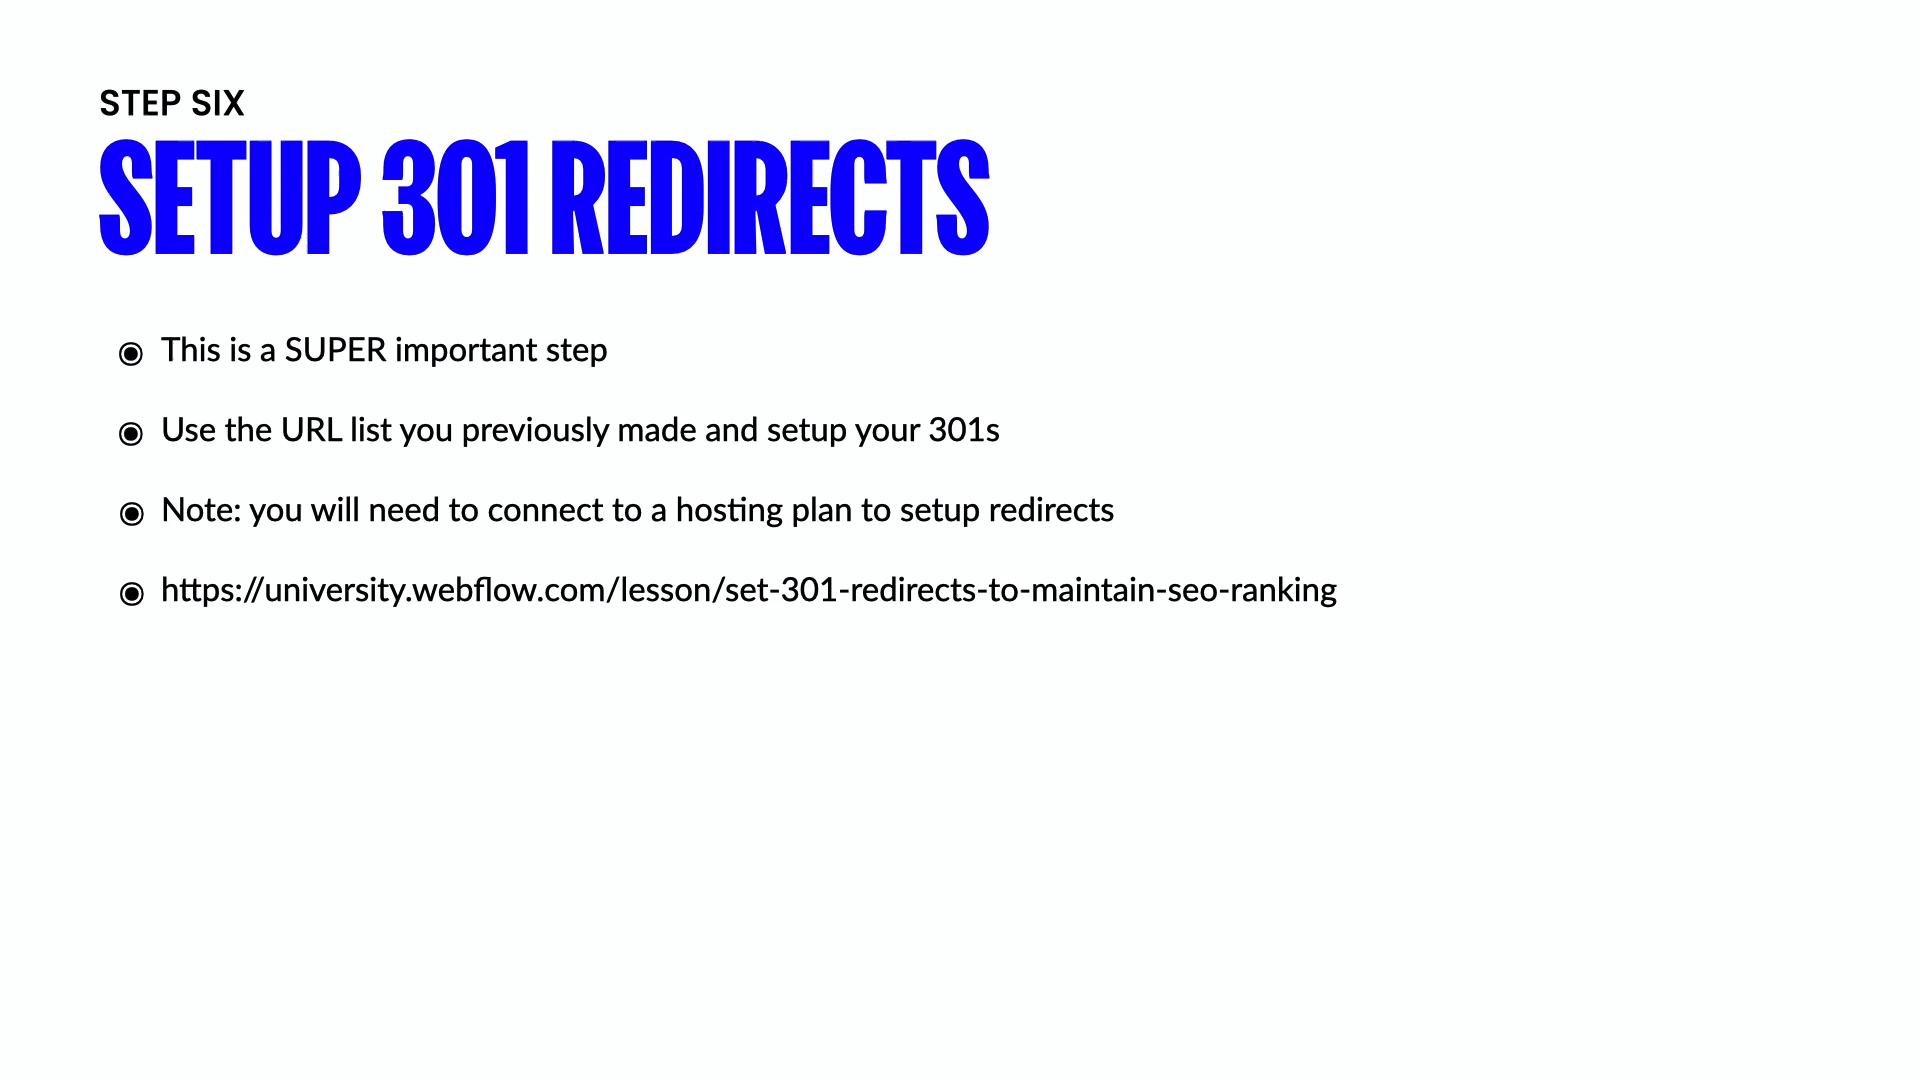 STEP SIX
SETUP 301 REDIRECTS
This is a SUPER important step
Use the URL list you previously made and setup your 301s
Note: you will need to connect to a hosting plan to setup redirects
https://university.webflow.com/lesson/set-301-redirects-to-maintain-seo-ranking